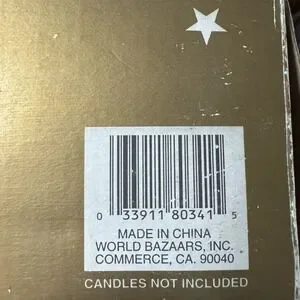 0 33911 80341 5
MADE IN CHINA
WORLD BAZAARS, INC.
COMMERCE, CA. 90040
CANDLES NOT INCLUDED